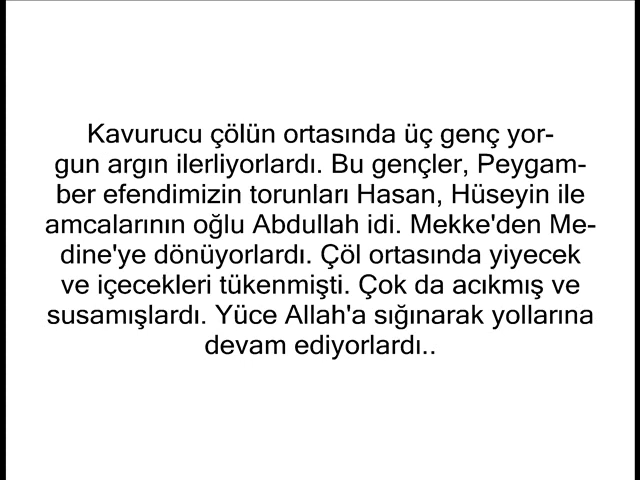 Kavurucu çölün ortasında üç genç yor-
gun argın ilerliyorlardı. Bu gençler, Peygam-
ber efendimizin torunları Hasan, Hüseyin ile
amcalarının oğlu Abdullah idi. Mekke'den Me-
dine'ye dönüyorlardı. Çöl ortasında yiyecek
ve içecekleri tükenmişti. Çok da acıkmış ve
susamışlardı. Yüce Allah'a sığınarak yollarına
devam ediyorlardı..